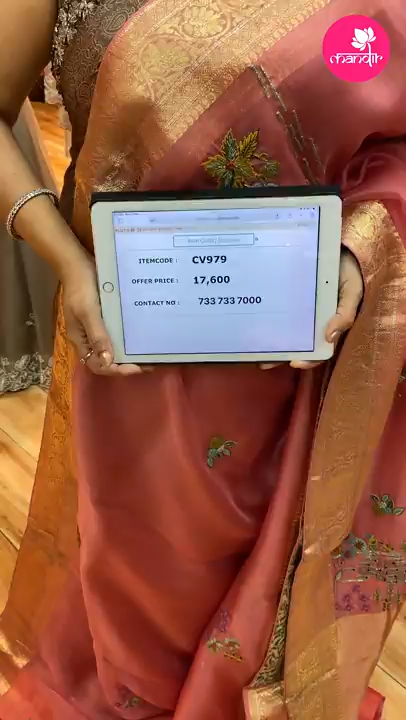 mandir
ITEMCODE : CV979
OFFER PRICE : 17,600
CONTACT NO : 733 733 7000